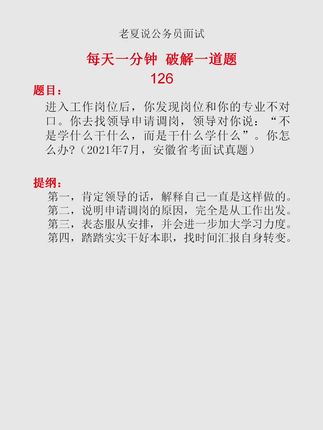 老夏说公务员面试
每天一分钟 破解一道题
126
题目：
进入工作岗位后，你发现岗位和你的专业不对
口。你去找领导申请调岗，领导对你说：“不
是学什么干什么，而是干什么学什么”。你怎
么办?（2021年7月，安徽省考面试真题）
提纲：
第一，肯定领导的话，解释自己一直是这样做的。
第二，说明申请调岗的原因，完全是从工作出发。
第三，表态服从安排，并会进一步加大学习力度。
第四，踏踏实实干好本职，找时间汇报自身转变。